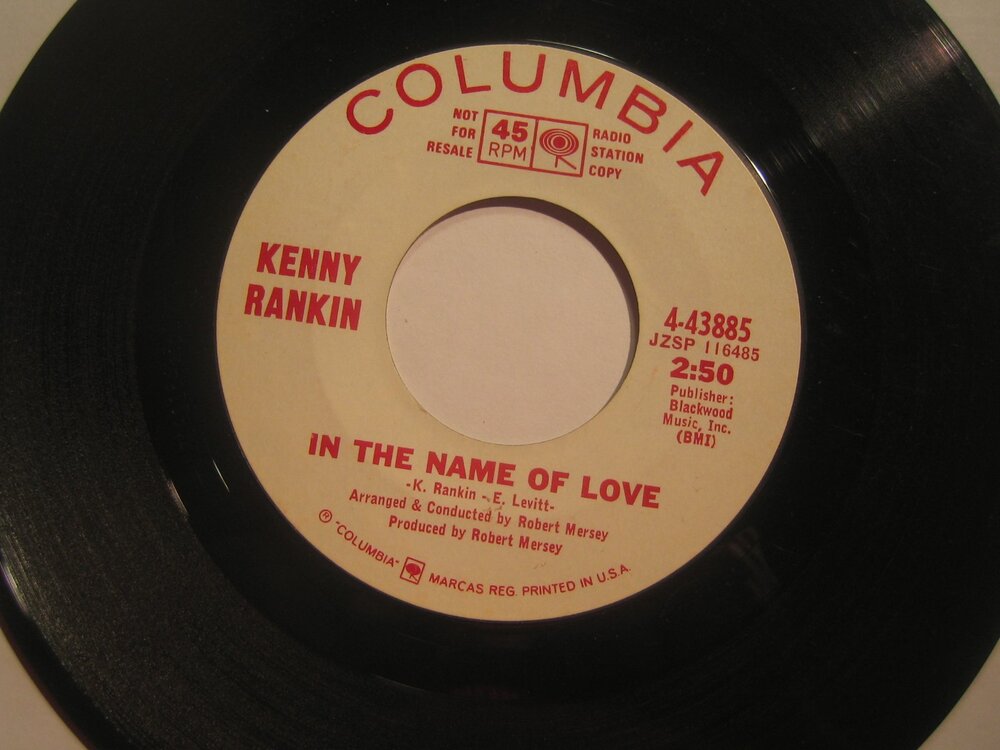 COLUMBIA
NOT
FOR
RESALE
45
RPM
RADIO
STATION
COPY
KENNY
RANKIN
4-43885
JZSP 116485
2:50
Publisher:
Blackwood
Music, Inc.
(BMI)
IN THE NAME OF LOVE
-K. Rankin - E. Levitt-
Arranged & Conducted by Robert Mersey
Produced by Robert Mersey
® "COLUMBIA" MARCAS REG. PRINTED IN U.S.A.